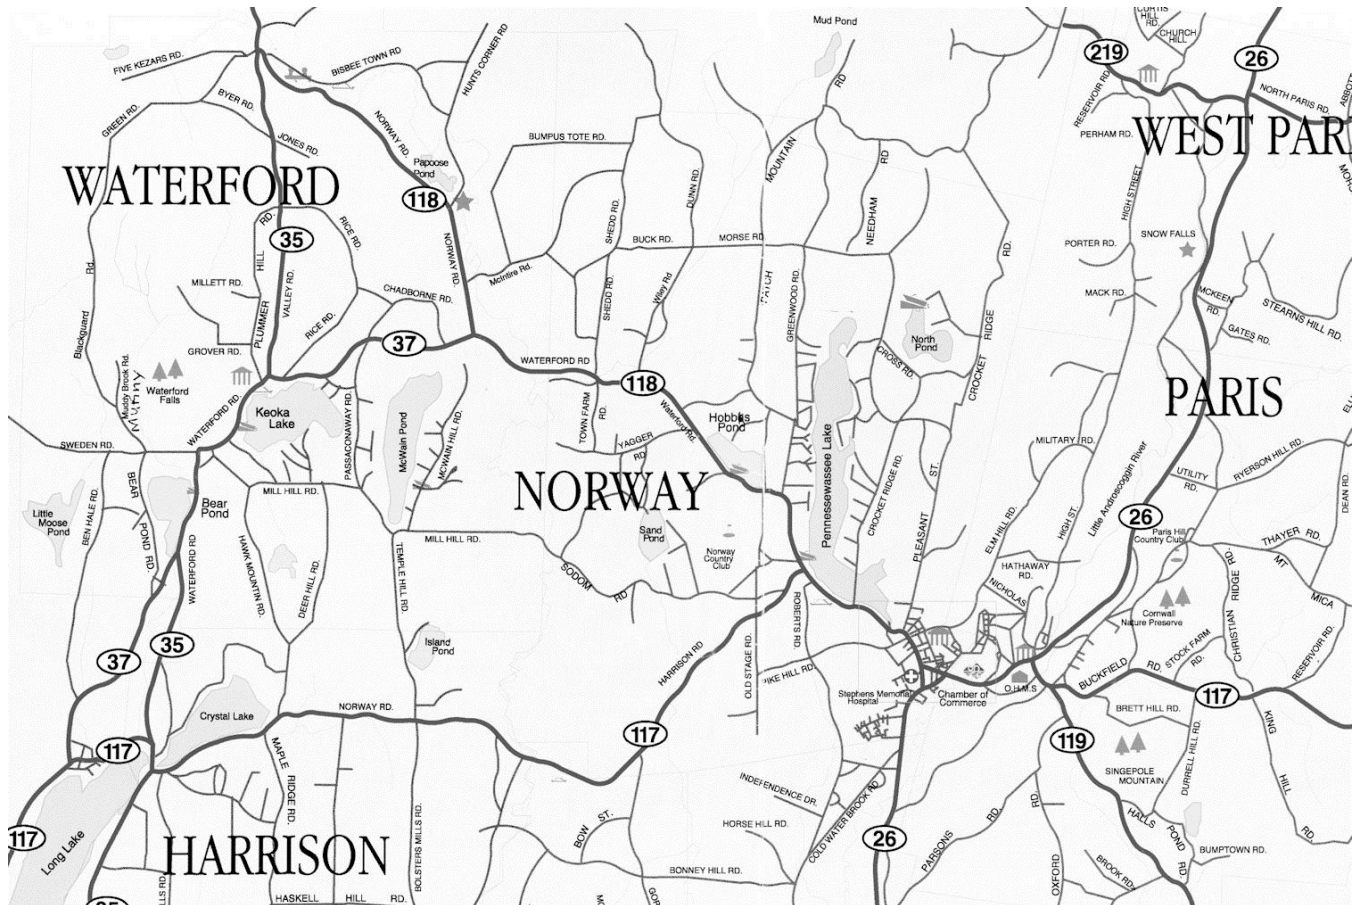 Mud Pond
CURTIS
HILL
RD.
CHURCH
HILL
FIVE KEZARS RD.
BISBEE TOWN RD
HUNTS CORNER RD
219
26
RESERVOIR RD.
NORTH PARIS RD.
BYER RD.
GREEN RD.
JONES RD.
NORWAY RD.
BUMPUS TOTE RD.
MOUNTAIN
RD
RD
NEEDHAM
PERHAM RD.
WEST PAR
Papoose
Pond
WATERFORD
118
DUNN RD.
SHEDD RD.
HIGH STREET
RD.
RICE RD.
35
NORWAY RD.
BUCK RD.
MORSE RD.
RD.
PORTER RD.
SNOW FALLS
Rd.
HILL
MILLETT RD.
VALLEY RD.
PLUMMER
CHADBORNE RD.
McIntire Rd.
SHEDD RD.
Wiley Rd
GREENWOOD RD.
MACK RD.
MCKEEN
RD.
STEARNS HILL RD.
GATES RD.
Blackguard
RICE RD.
37
GROVER RD.
WATERFORD RD
118
North
Pond
CROSS RD.
CROCKET
RIDGE
Muddy Brook Rd.
Waterford
Falls
WATERFORD RD.
Keoka
Lake
PASSACONAWAY RD.
McWain Pond
MCWAIN HILL RD.
TOWN FARM
RD.
Waterford Rd.
Hobbs
Pond
YAGGER
RD
Pennessewassee Lake
PARIS
SWEDEN RD.
MILITARY RD.
RYERSON HILL RD.
UTILITY
RD.
DEAN RD.
Little Androscoggin River
BEAR
POND RD.
BEN HALE RD.
Little
Moose
Pond
Bear
Pond
MILL HILL RD.
NORWAY
CROCKET RIDGE RD.
ST.
PLEASANT
ELM HILL RD.
HIGH ST.
26
Paris Hill
Country Club
THAYER RD.
Sand
Pond
Norway
Country
Club
MILL HILL RD.
SODOM
RD
WATERFORD RD
HAWK MOUNTIN RD.
DEER HILL RD.
TEMPLE HILL RD.
HATHAWAY
RD.
NICHOLAS
MT
MICA
CHRISTIAN
RIDGE
RD.
Cornwall
Nature Preserve
ROBERTS RD.
OLD STAGE RD.
HARRISON RD
PIKE HILL RD.
STOCK FARM
RD.
RESERVOIR RD.
37
35
Island
Pond
Stephens Memorial
Hospital
Chamber of
Commerce
O.H.M.S
BUCKFIELD
RD.
117
Crystal Lake
NORWAY RD.
BRETT HILL RD.
KING
HILL
RD.
117
117
119
DURRELL HILL RD.
SINGEPOLE
MOUNTAIN
MAPLE
RIDGE RD.
INDEPENDENCE DR.
HORSE HILL RD.
COLD WATER BROOK RD
117
Long Lake
HARRISON
BOLSTERS MILLS RD.
BOW
ST.
26
PARSONS
RD.
RD.
OXFORD
HALLS
POND
RD.
BUMPTOWN RD.
BROOK RD.
BONNEY HILL RD.
HASKELL
HILL
RD.